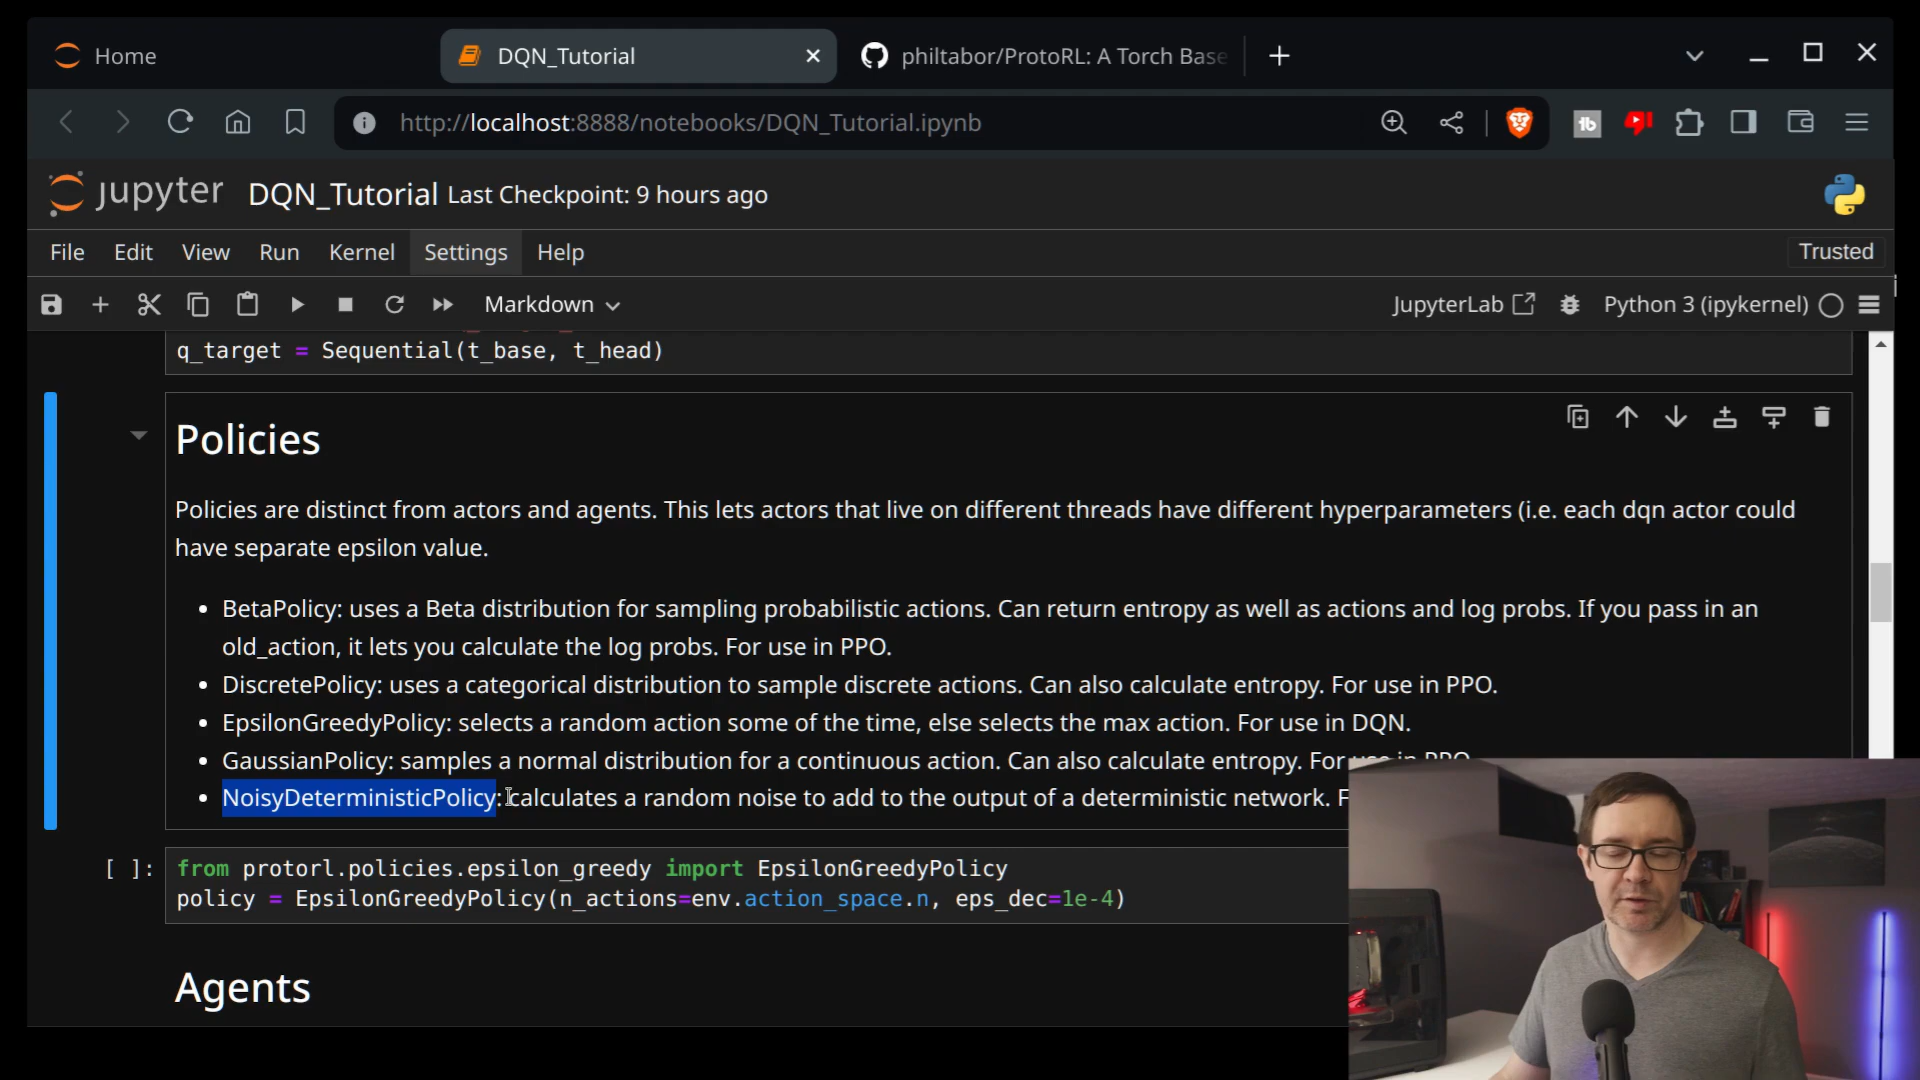 Home
DQN_Tutorial
philtabor/ProtoRL: A Torch Base
http://localhost:8888/notebooks/DQN_Tutorial.ipynb
tb
jupyter DQN_Tutorial Last Checkpoint: 9 hours ago
File Edit View Run Kernel Settings Help
Trusted
Markdown
JupyterLab
Python 3 (ipykernel)
q_target = Sequential(t_base, t_head)
Policies
Policies are distinct from actors and agents. This lets actors that live on different threads have different hyperparameters (i.e. each dqn actor could
have separate epsilon value.
• BetaPolicy: uses a Beta distribution for sampling probabilistic actions. Can return entropy as well as actions and log probs. If you pass in an
old_action, it lets you calculate the log probs. For use in PPO.
• DiscretePolicy: uses a categorical distribution to sample discrete actions. Can also calculate entropy. For use in PPO.
• EpsilonGreedyPolicy: selects a random action some of the time, else selects the max action. For use in DQN.
• GaussianPolicy: samples a normal distribution for a continuous action. Can also calculate entropy. For use in PPO.
• NoisyDeterministicPolicy: calculates a random noise to add to the output of a deterministic network. F
[ ]: from protorl.policies.epsilon_greedy import EpsilonGreedyPolicy
policy = EpsilonGreedyPolicy(n_actions=env.action_space.n, eps_dec=1e-4)
Agents